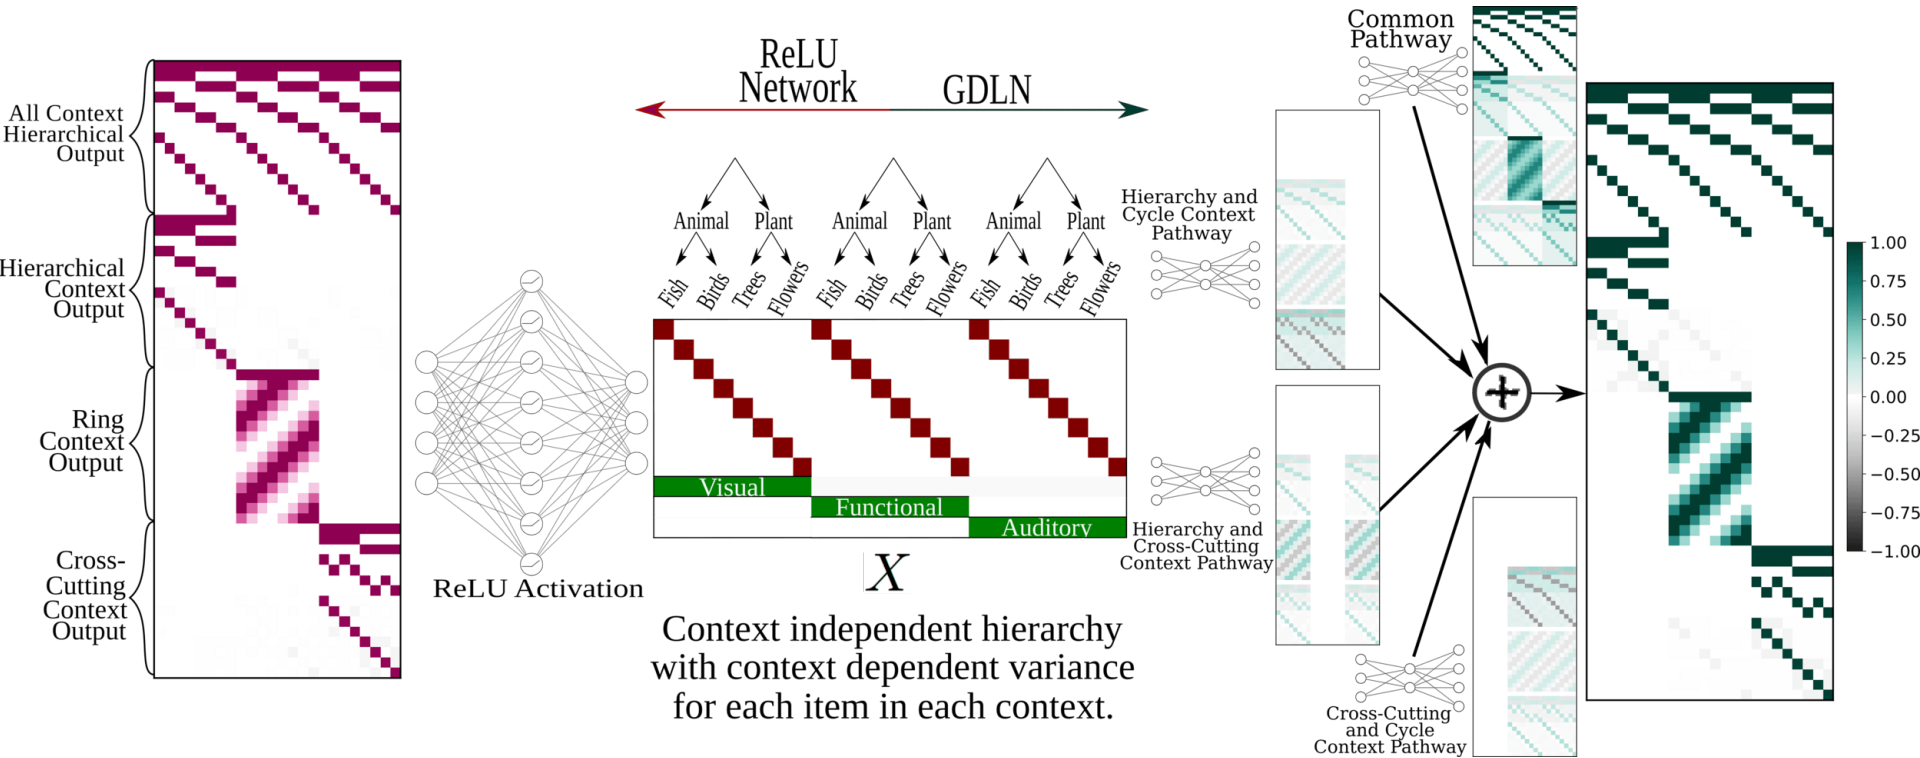 All Context
Hierarchical
Output
Hierarchical
Context
Output
Ring
Context
Output
Cross-
Cutting
Context
Output
ReLU Activation
ReLU
Network
GDLN
Animal
Plant
Animal
Plant
Animal
Plant
Fish
Birds
Trees
Flowers
Fish
Birds
Trees
Flowers
Fish
Birds
Trees
Flowers
Visual
Functional
Auditory
X
Context independent hierarchy
with context dependent variance
for each item in each context.
Common
Pathway
Hierarchy and
Cycle Context
Pathway
Hierarchy and
Cross-Cutting
Context Pathway
Cross-Cutting
and Cycle
Context Pathway
+
1.00
0.75
0.50
0.25
0.00
−0.25
−0.50
−0.75
−1.00